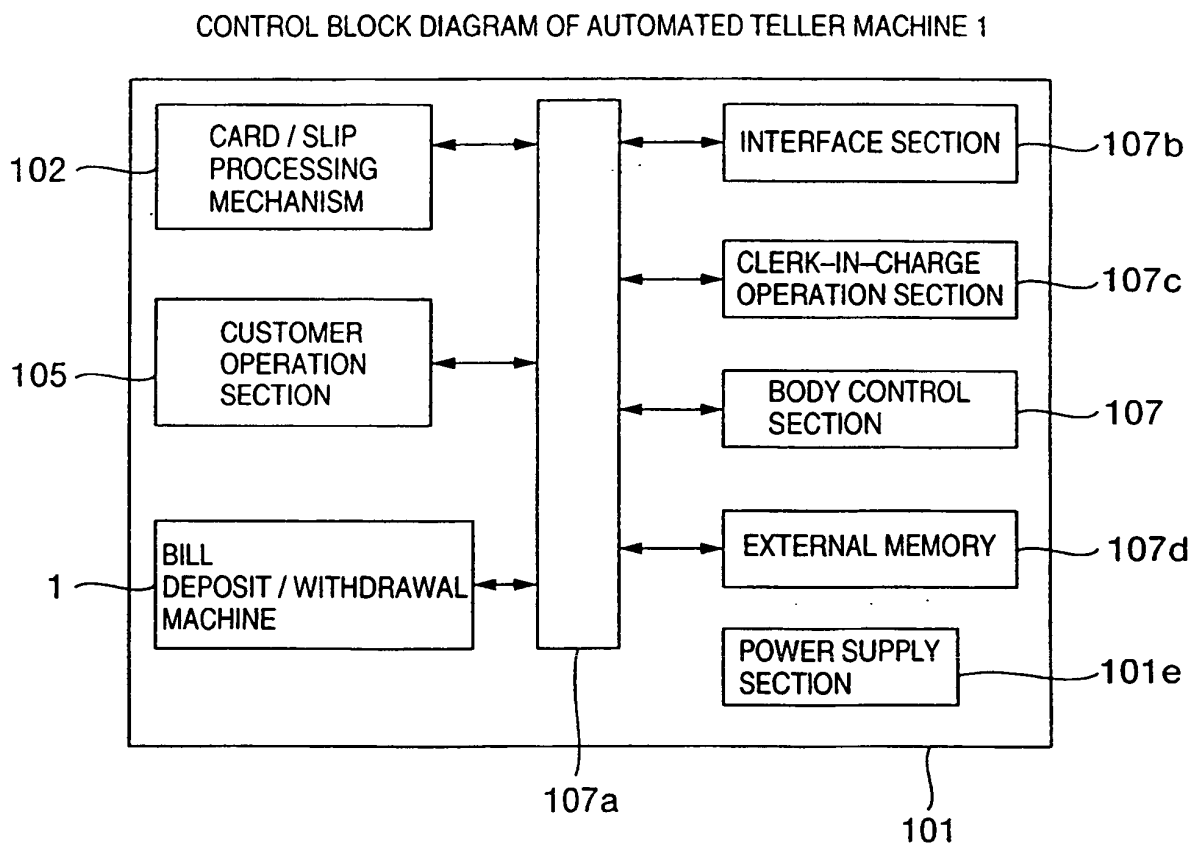 CONTROL BLOCK DIAGRAM OF AUTOMATED TELLER MACHINE 1
102
CARD / SLIP
PROCESSING
MECHANISM
INTERFACE SECTION
107b
CLERK–IN–CHARGE
OPERATION SECTION
107c
105
CUSTOMER
OPERATION
SECTION
BODY CONTROL
SECTION
107
1
BILL
DEPOSIT / WITHDRAWAL
MACHINE
EXTERNAL MEMORY
107d
POWER SUPPLY
SECTION
101e
107a
101